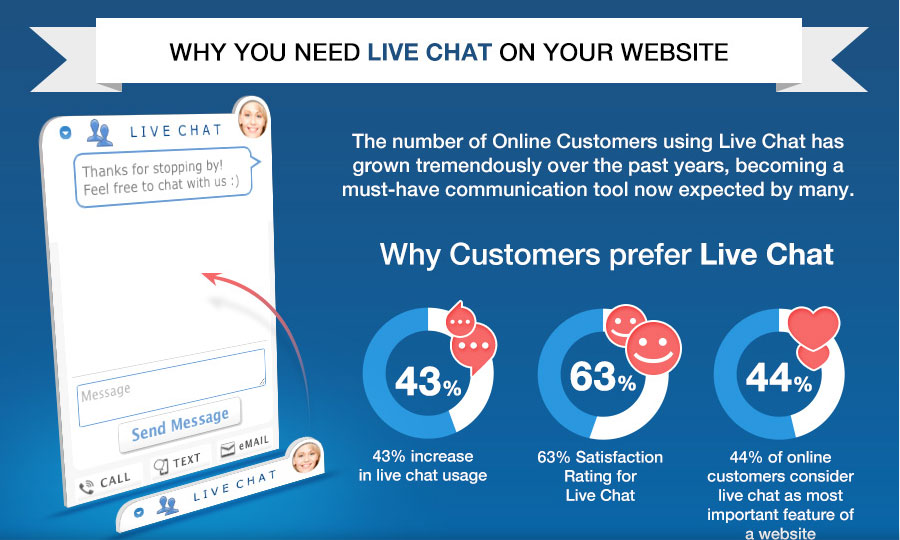 WHY YOU NEED LIVE CHAT ON YOUR WEBSITE
LIVE CHAT
Thanks for stopping by!
Feel free to chat with us :)
Message
Send Message
CALL
TEXT
eMAIL
LIVE CHAT
The number of Online Customers using Live Chat has
grown tremendously over the past years, becoming a
must-have communication tool now expected by many.
Why Customers prefer Live Chat
43%
43% increase
in live chat usage
63%
63% Satisfaction
Rating for
Live Chat
44%
44% of online
customers consider
live chat as most
important feature of
a website